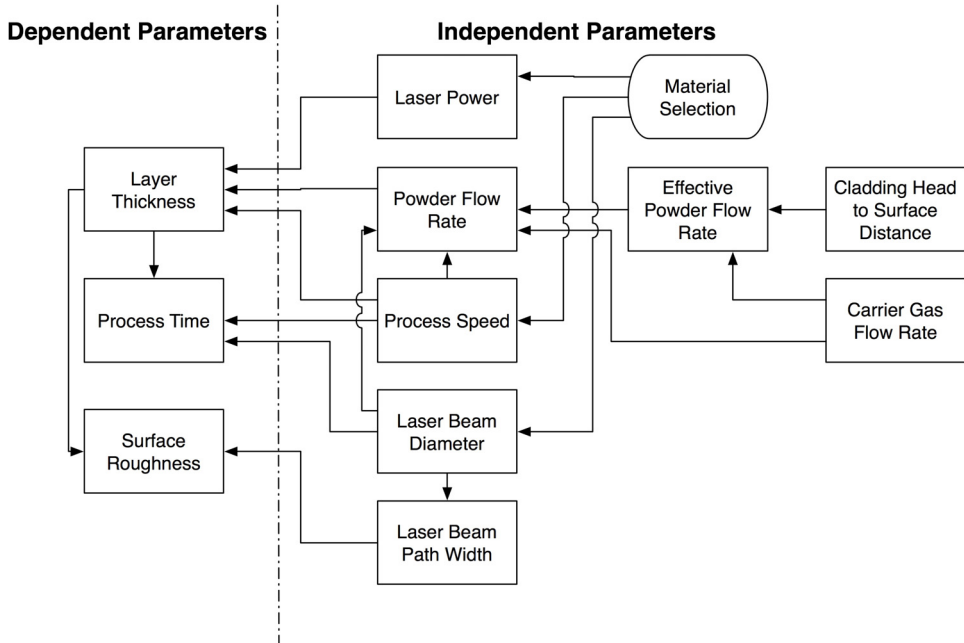 Dependent Parameters
Independent Parameters
Laser Power
Material
Selection
Layer
Thickness
Powder Flow
Rate
Effective
Powder Flow
Rate
Cladding Head
to Surface
Distance
Process Time
Process Speed
Carrier Gas
Flow Rate
Surface
Roughness
Laser Beam
Diameter
Laser Beam
Path Width